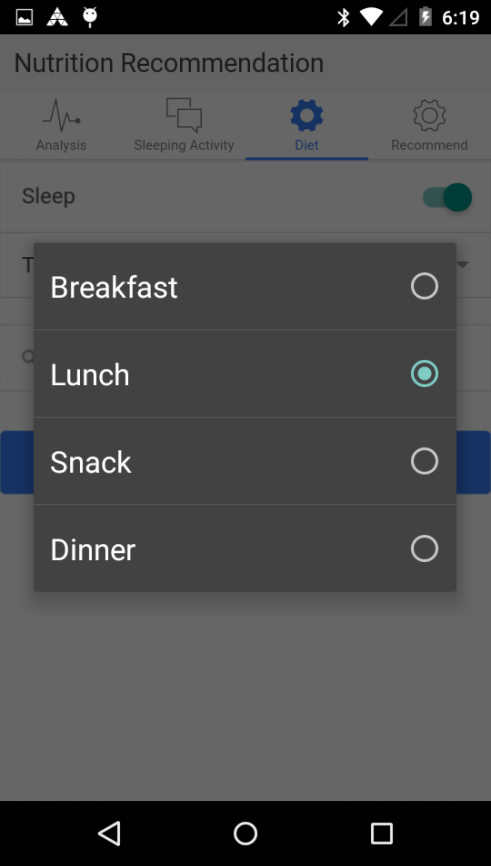 6:19
Nutrition Recommendation
Analysis Sleeping Activity Diet Recommend
Sleep
Breakfast
Lunch
Snack
Dinner